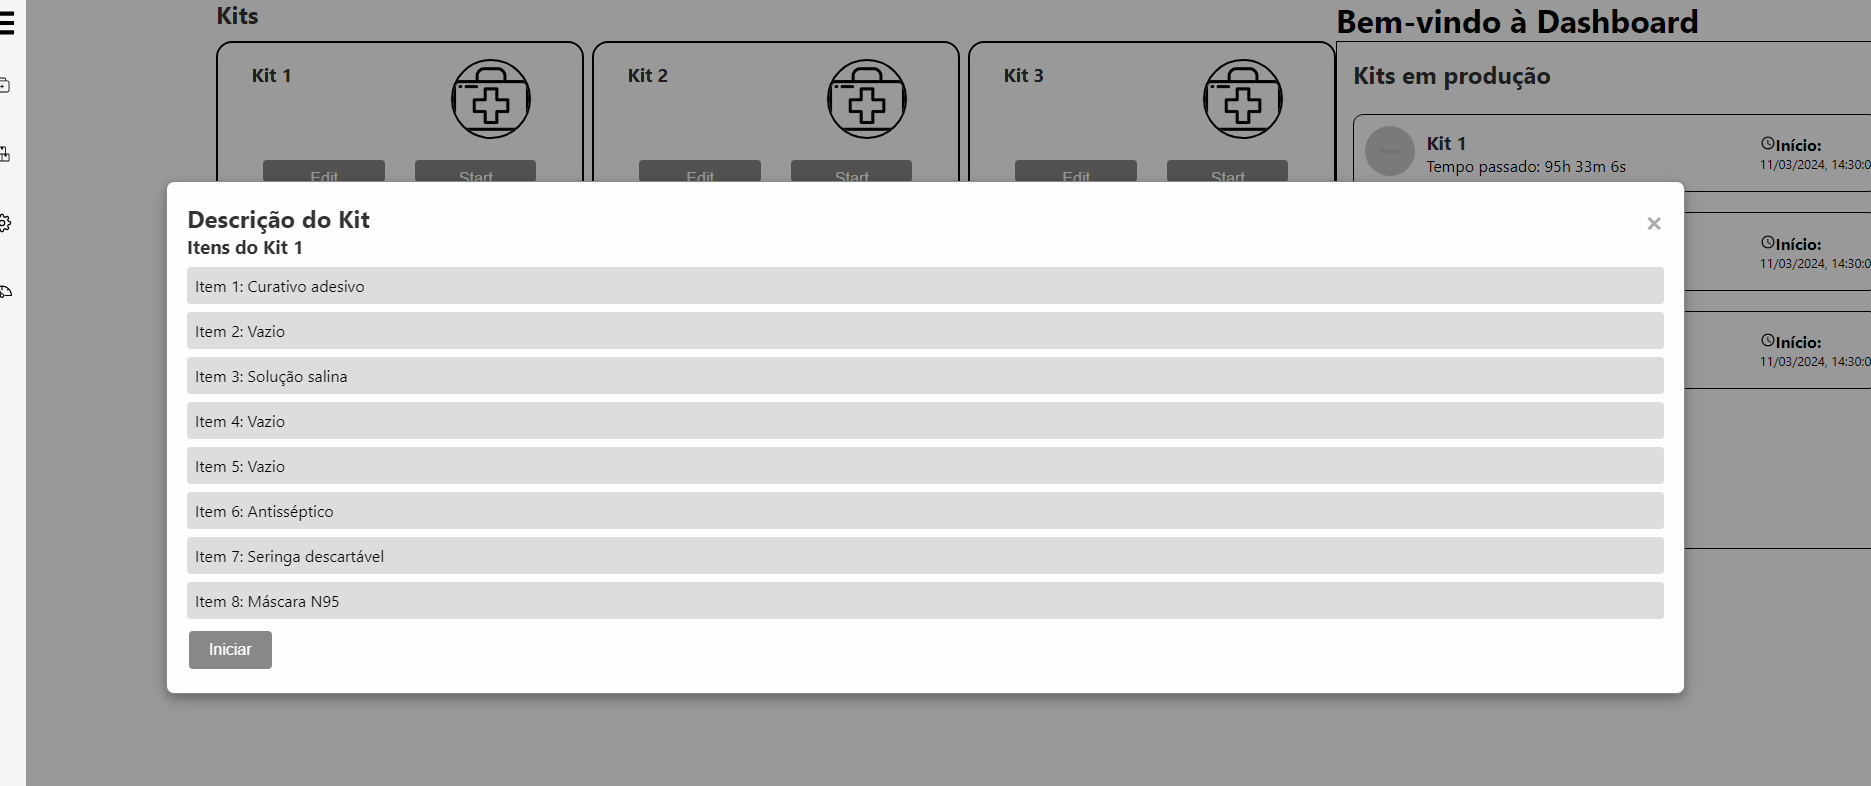 Kits
Bem-vindo à Dashboard
Kit 1
Kit 2
Kit 3
Edit
Start
Edit
Start
Edit
Start
Kits em produção
Kit 1
Tempo passado: 95h 33m 6s
Início:
11/03/2024, 14:30:0
Início:
11/03/2024, 14:30:0
Início:
11/03/2024, 14:30:0
Descrição do Kit
×
Itens do Kit 1
Item 1: Curativo adesivo
Item 2: Vazio
Item 3: Solução salina
Item 4: Vazio
Item 5: Vazio
Item 6: Antisséptico
Item 7: Seringa descartável
Item 8: Máscara N95
Iniciar